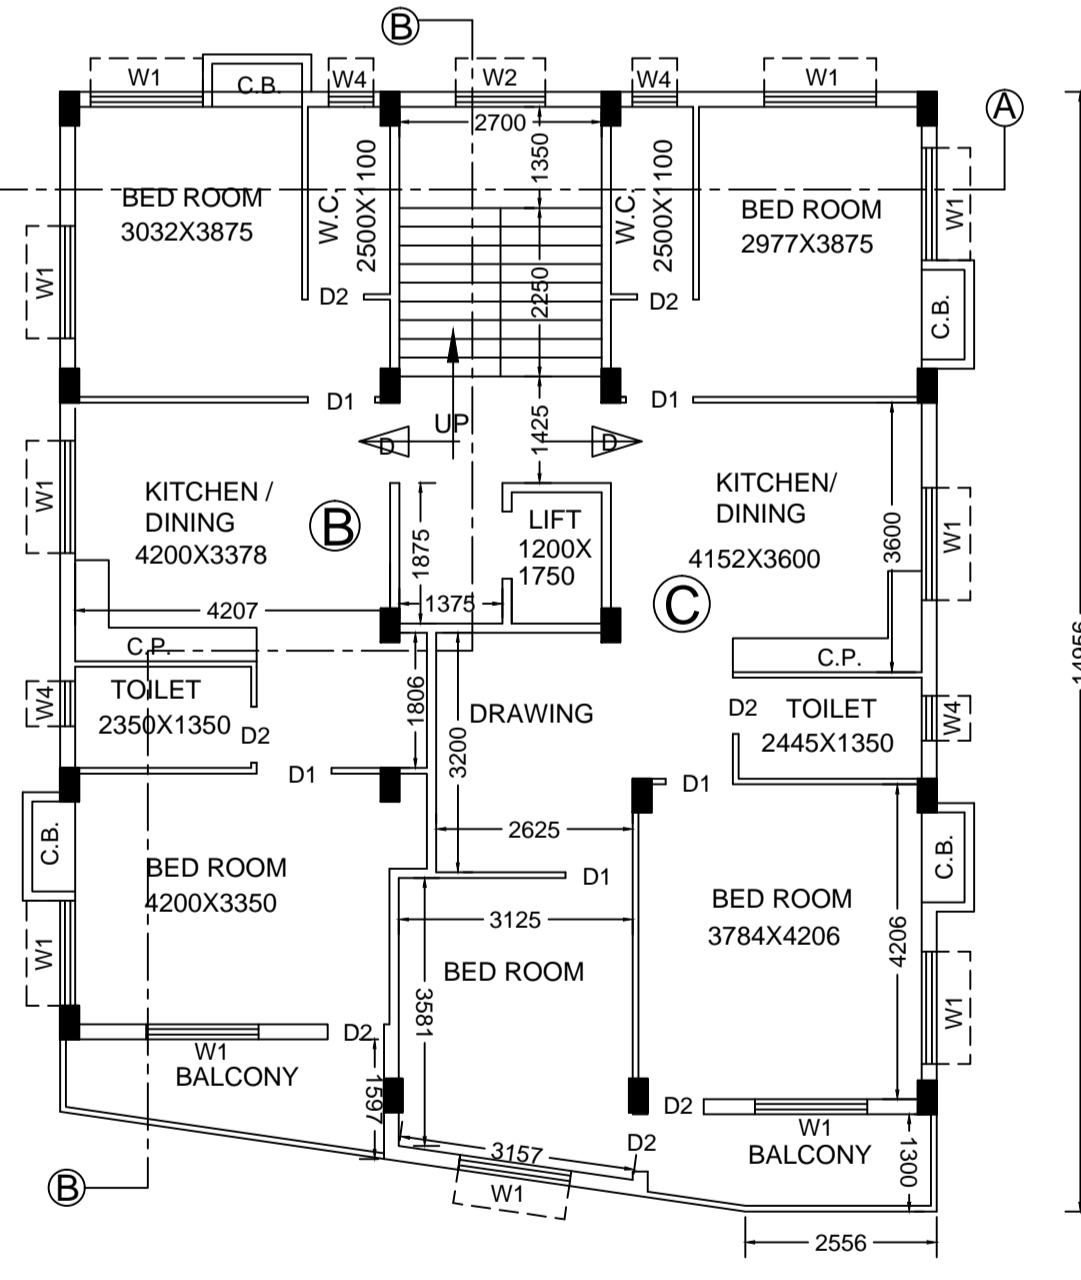 B
W1
C.B.
W4
W2
W4
W1
A
2700
1350
BED ROOM
3032X3875
W.C.
2500X1100
W.C.
2500X1100
BED ROOM
2977X3875
W1
W1
2250
D2
D2
C.B.
D1
D1
UP
1425
D
D
W1
KITCHEN /
DINING
4200X3378
B
1875
LIFT
1200X
1750
KITCHEN/
DINING
4152X3600
3600
W1
4207
1375
C
C.P.
C.P.
14956
W4
TOILET
2350X1350
D2
1806
3200
DRAWING
D2
TOILET
2445X1350
W4
D1
D1
2625
C.B.
BED ROOM
4200X3350
D1
C.B.
3125
BED ROOM
3784X4206
4206
W1
BED ROOM
3581
W1
D2
W1
BALCONY
1597
D2
W1
BALCONY
1300
D2
3157
W1
B
2556